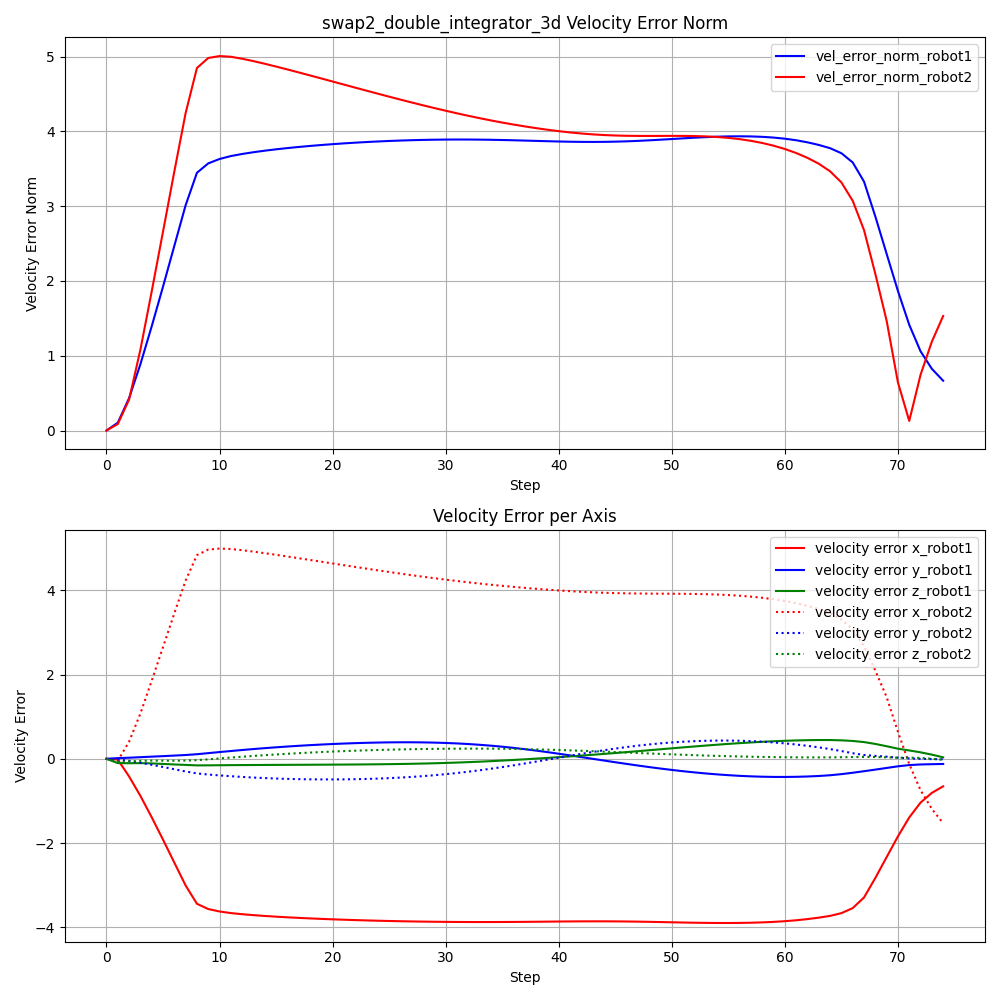 swap2_double_integrator_3d Velocity Error Norm
vel_error_norm_robot1
vel_error_norm_robot2
Velocity Error Norm
5
4
3
2
1
0
0 10 20 30 40 50 60 70
Step
Velocity Error per Axis
velocity error x_robot1
velocity error y_robot1
velocity error z_robot1
velocity error x_robot2
velocity error y_robot2
velocity error z_robot2
Velocity Error
4
2
0
−2
−4
0 10 20 30 40 50 60 70
Step